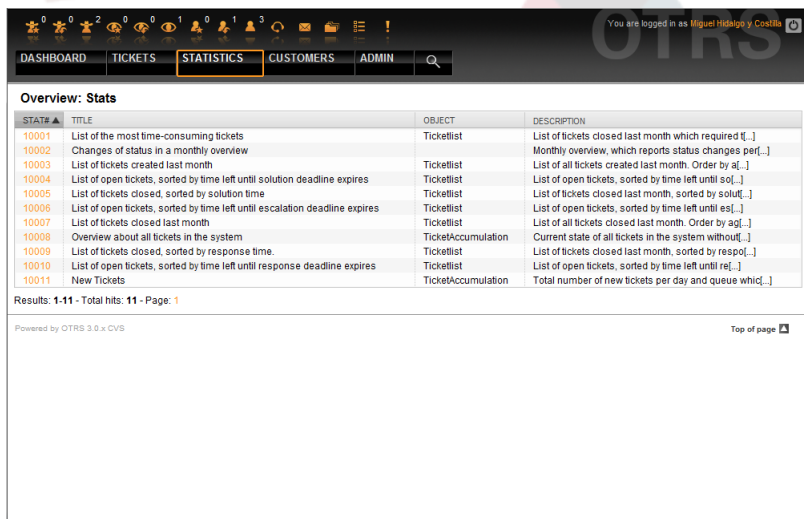 0 0 2 0 0 1 0 1 3
You are logged in as Miguel Hidalgo y Costilla
OTRS
DASHBOARD TICKETS STATISTICS CUSTOMERS ADMIN
Overview: Stats
STAT# TITLE OBJECT DESCRIPTION
10001 List of the most time-consuming tickets Ticketlist List of tickets closed last month which required t[...]
10002 Changes of status in a monthly overview Monthly overview, which reports status changes per[...]
10003 List of tickets created last month Ticketlist List of all tickets created last month. Order by a[...]
10004 List of open tickets, sorted by time left until solution deadline expires Ticketlist List of open tickets, sorted by time left until so[...]
10005 List of tickets closed, sorted by solution time Ticketlist List of tickets closed last month, sorted by solut[...]
10006 List of open tickets, sorted by time left until escalation deadline expires Ticketlist List of open tickets, sorted by time left until es[...]
10007 List of tickets closed last month Ticketlist List of all tickets closed last month. Order by ag[...]
10008 Overview about all tickets in the system TicketAccumulation Current state of all tickets in the system without[...]
10009 List of tickets closed, sorted by response time. Ticketlist List of tickets closed last month, sorted by respo[...]
10010 List of open tickets, sorted by time left until response deadline expires Ticketlist List of open tickets, sorted by time left until re[...]
10011 New Tickets TicketAccumulation Total number of new tickets per day and queue whic[...]
Results: 1-11 - Total hits: 11 - Page: 1
Powered by OTRS 3.0.x CVS Top of page